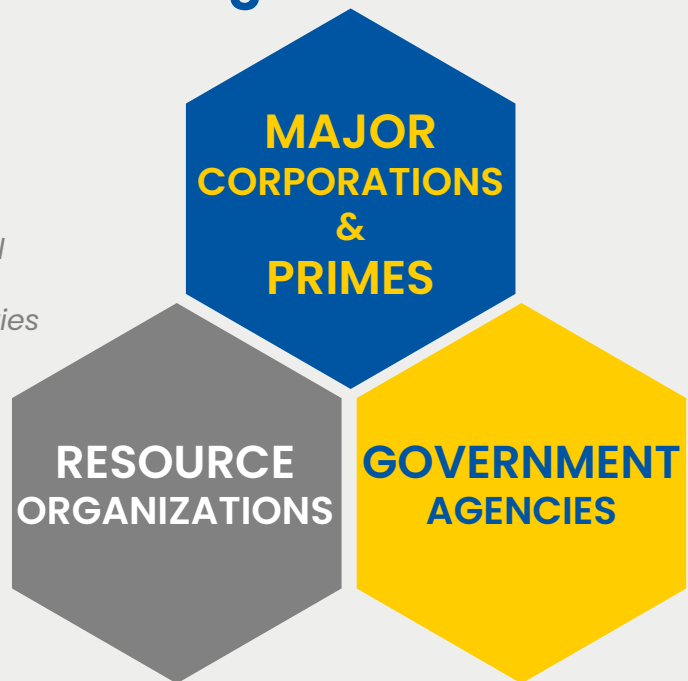 MAJOR
CORPORATIONS
&
PRIMES
RESOURCE
ORGANIZATIONS
GOVERNMENT
AGENCIES